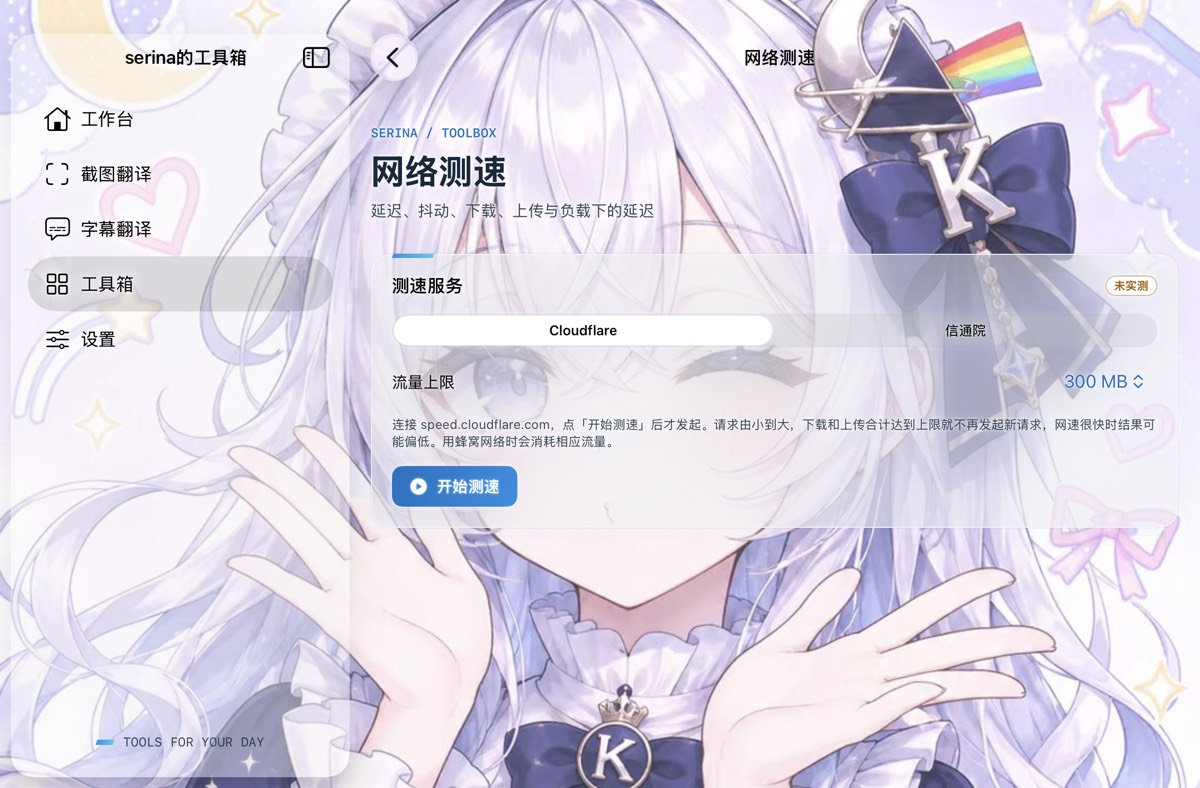 serina的工具箱
工作台
截图翻译
字幕翻译
工具箱
设置
TOOLS FOR YOUR DAY
网络测速
SERINA / TOOLBOX
网络测速
延迟、抖动、下载、上传与负载下的延迟
测速服务
未实测
Cloudflare
信通院
流量上限
300 MB
连接 speed.cloudflare.com，点「开始测速」后才发起。请求由小到大，下载和上传合计达到上限就不再发起新请求，网速很快时结果可
能偏低。用蜂窝网络时会消耗相应流量。
开始测速
K
K